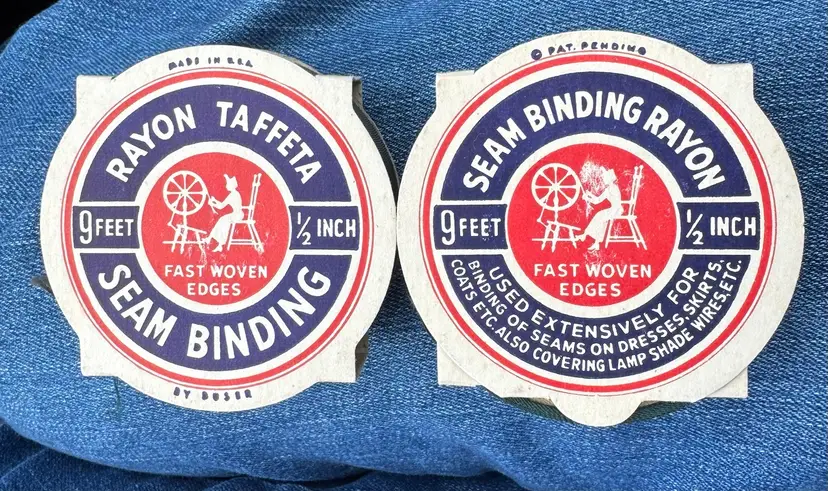 MADE IN U.S.A.
RAYON TAFFETA
9 FEET
½ INCH
FAST WOVEN
EDGES
SEAM BINDING
BY BUSER
© PAT. PENDING
SEAM BINDING RAYON
9 FEET
½ INCH
FAST WOVEN
EDGES
USED EXTENSIVELY FOR
BINDING OF SEAMS ON DRESSES, SKIRTS,
COATS ETC. ALSO COVERING LAMP SHADE WIRES, ETC.